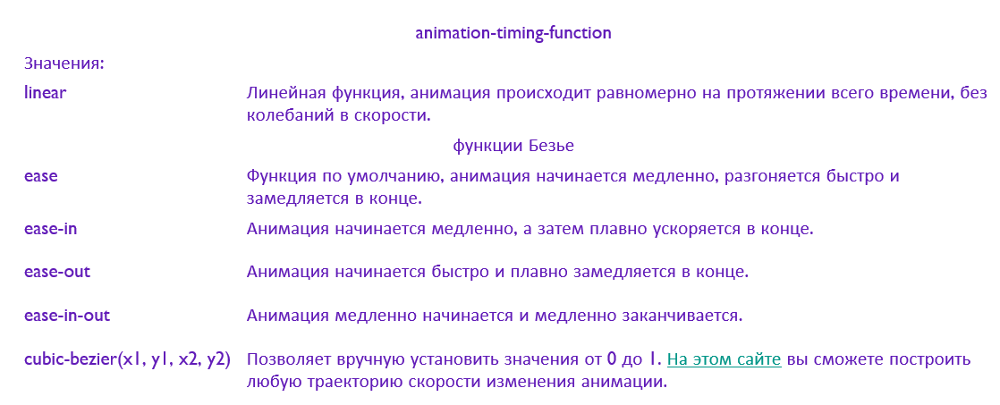 animation-timing-function
Значения:
linear Линейная функция, анимация происходит равномерно на протяжении всего времени, без
колебаний в скорости.
функции Безье
ease Функция по умолчанию, анимация начинается медленно, разгоняется быстро и
замедляется в конце.
ease-in Анимация начинается медленно, а затем плавно ускоряется в конце.
ease-out Анимация начинается быстро и плавно замедляется в конце.
ease-in-out Анимация медленно начинается и медленно заканчивается.
cubic-bezier(x1, y1, x2, y2) Позволяет вручную установить значения от 0 до 1. На этом сайте вы сможете построить
любую траекторию скорости изменения анимации.